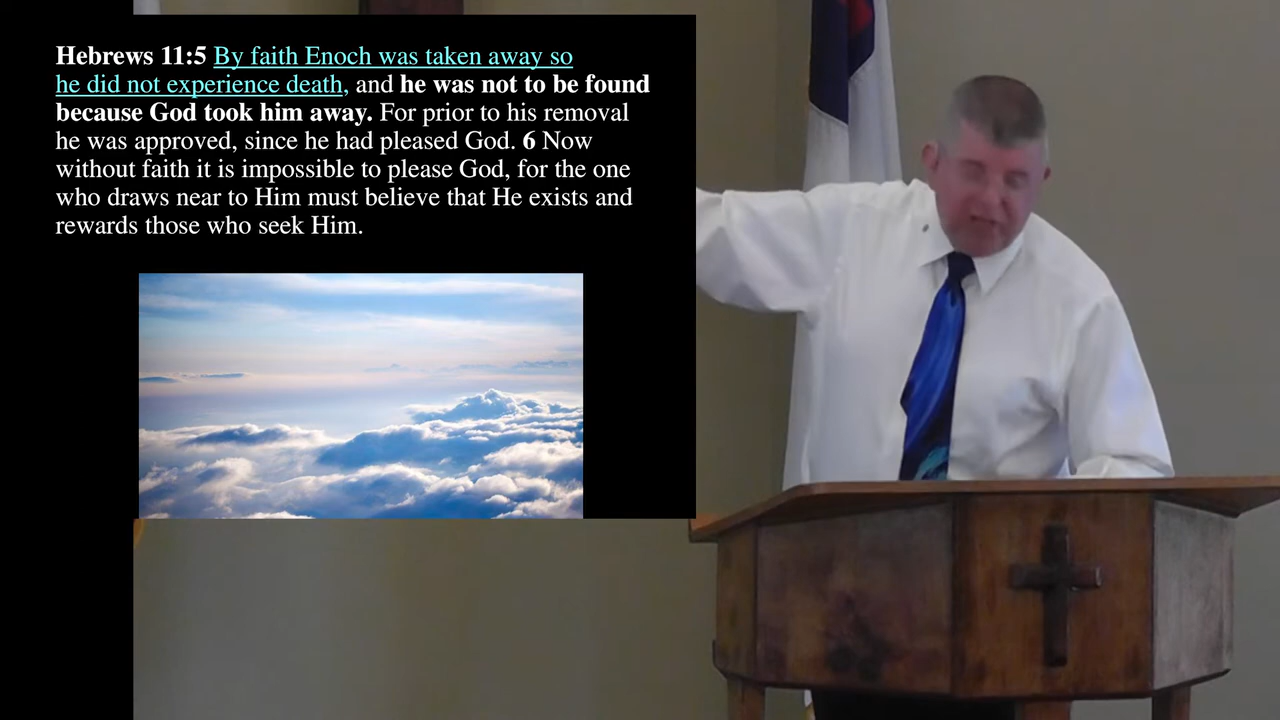 Hebrews 11:5 By faith Enoch was taken away so
he did not experience death, and he was not to be found
because God took him away. For prior to his removal
he was approved, since he had pleased God. 6 Now
without faith it is impossible to please God, for the one
who draws near to Him must believe that He exists and
rewards those who seek Him.